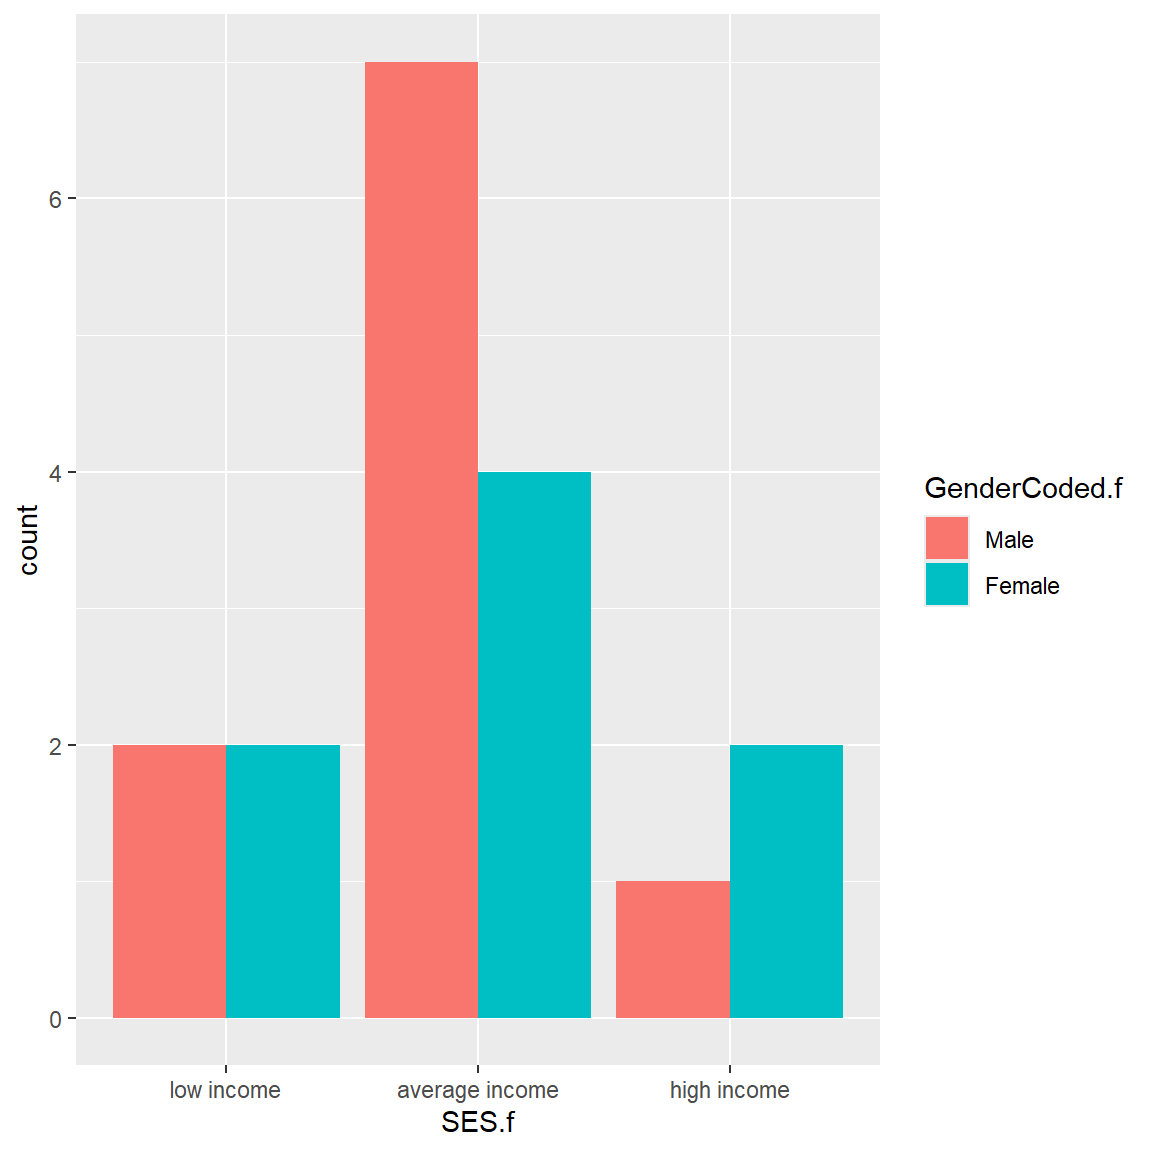 6
4
2
0
count
low income
average income
high income
SES.f
GenderCoded.f
Male
Female